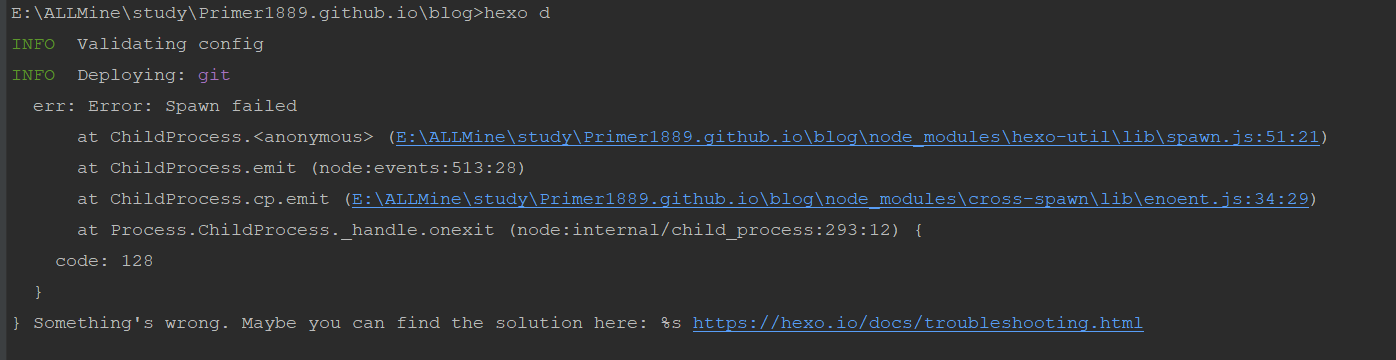 E:\ALLMine\study\Primer1889.github.io\blog>hexo d
INFO  Validating config
INFO  Deploying: git
  err: Error: Spawn failed
      at ChildProcess.<anonymous> (E:\ALLMine\study\Primer1889.github.io\blog\node_modules\hexo-util\lib\spawn.js:51:21)
      at ChildProcess.emit (node:events:513:28)
      at ChildProcess.cp.emit (E:\ALLMine\study\Primer1889.github.io\blog\node_modules\cross-spawn\lib\enoent.js:34:29)
      at Process.ChildProcess._handle.onexit (node:internal/child_process:293:12) {
    code: 128
  }
} Something's wrong. Maybe you can find the solution here: %s https://hexo.io/docs/troubleshooting.html